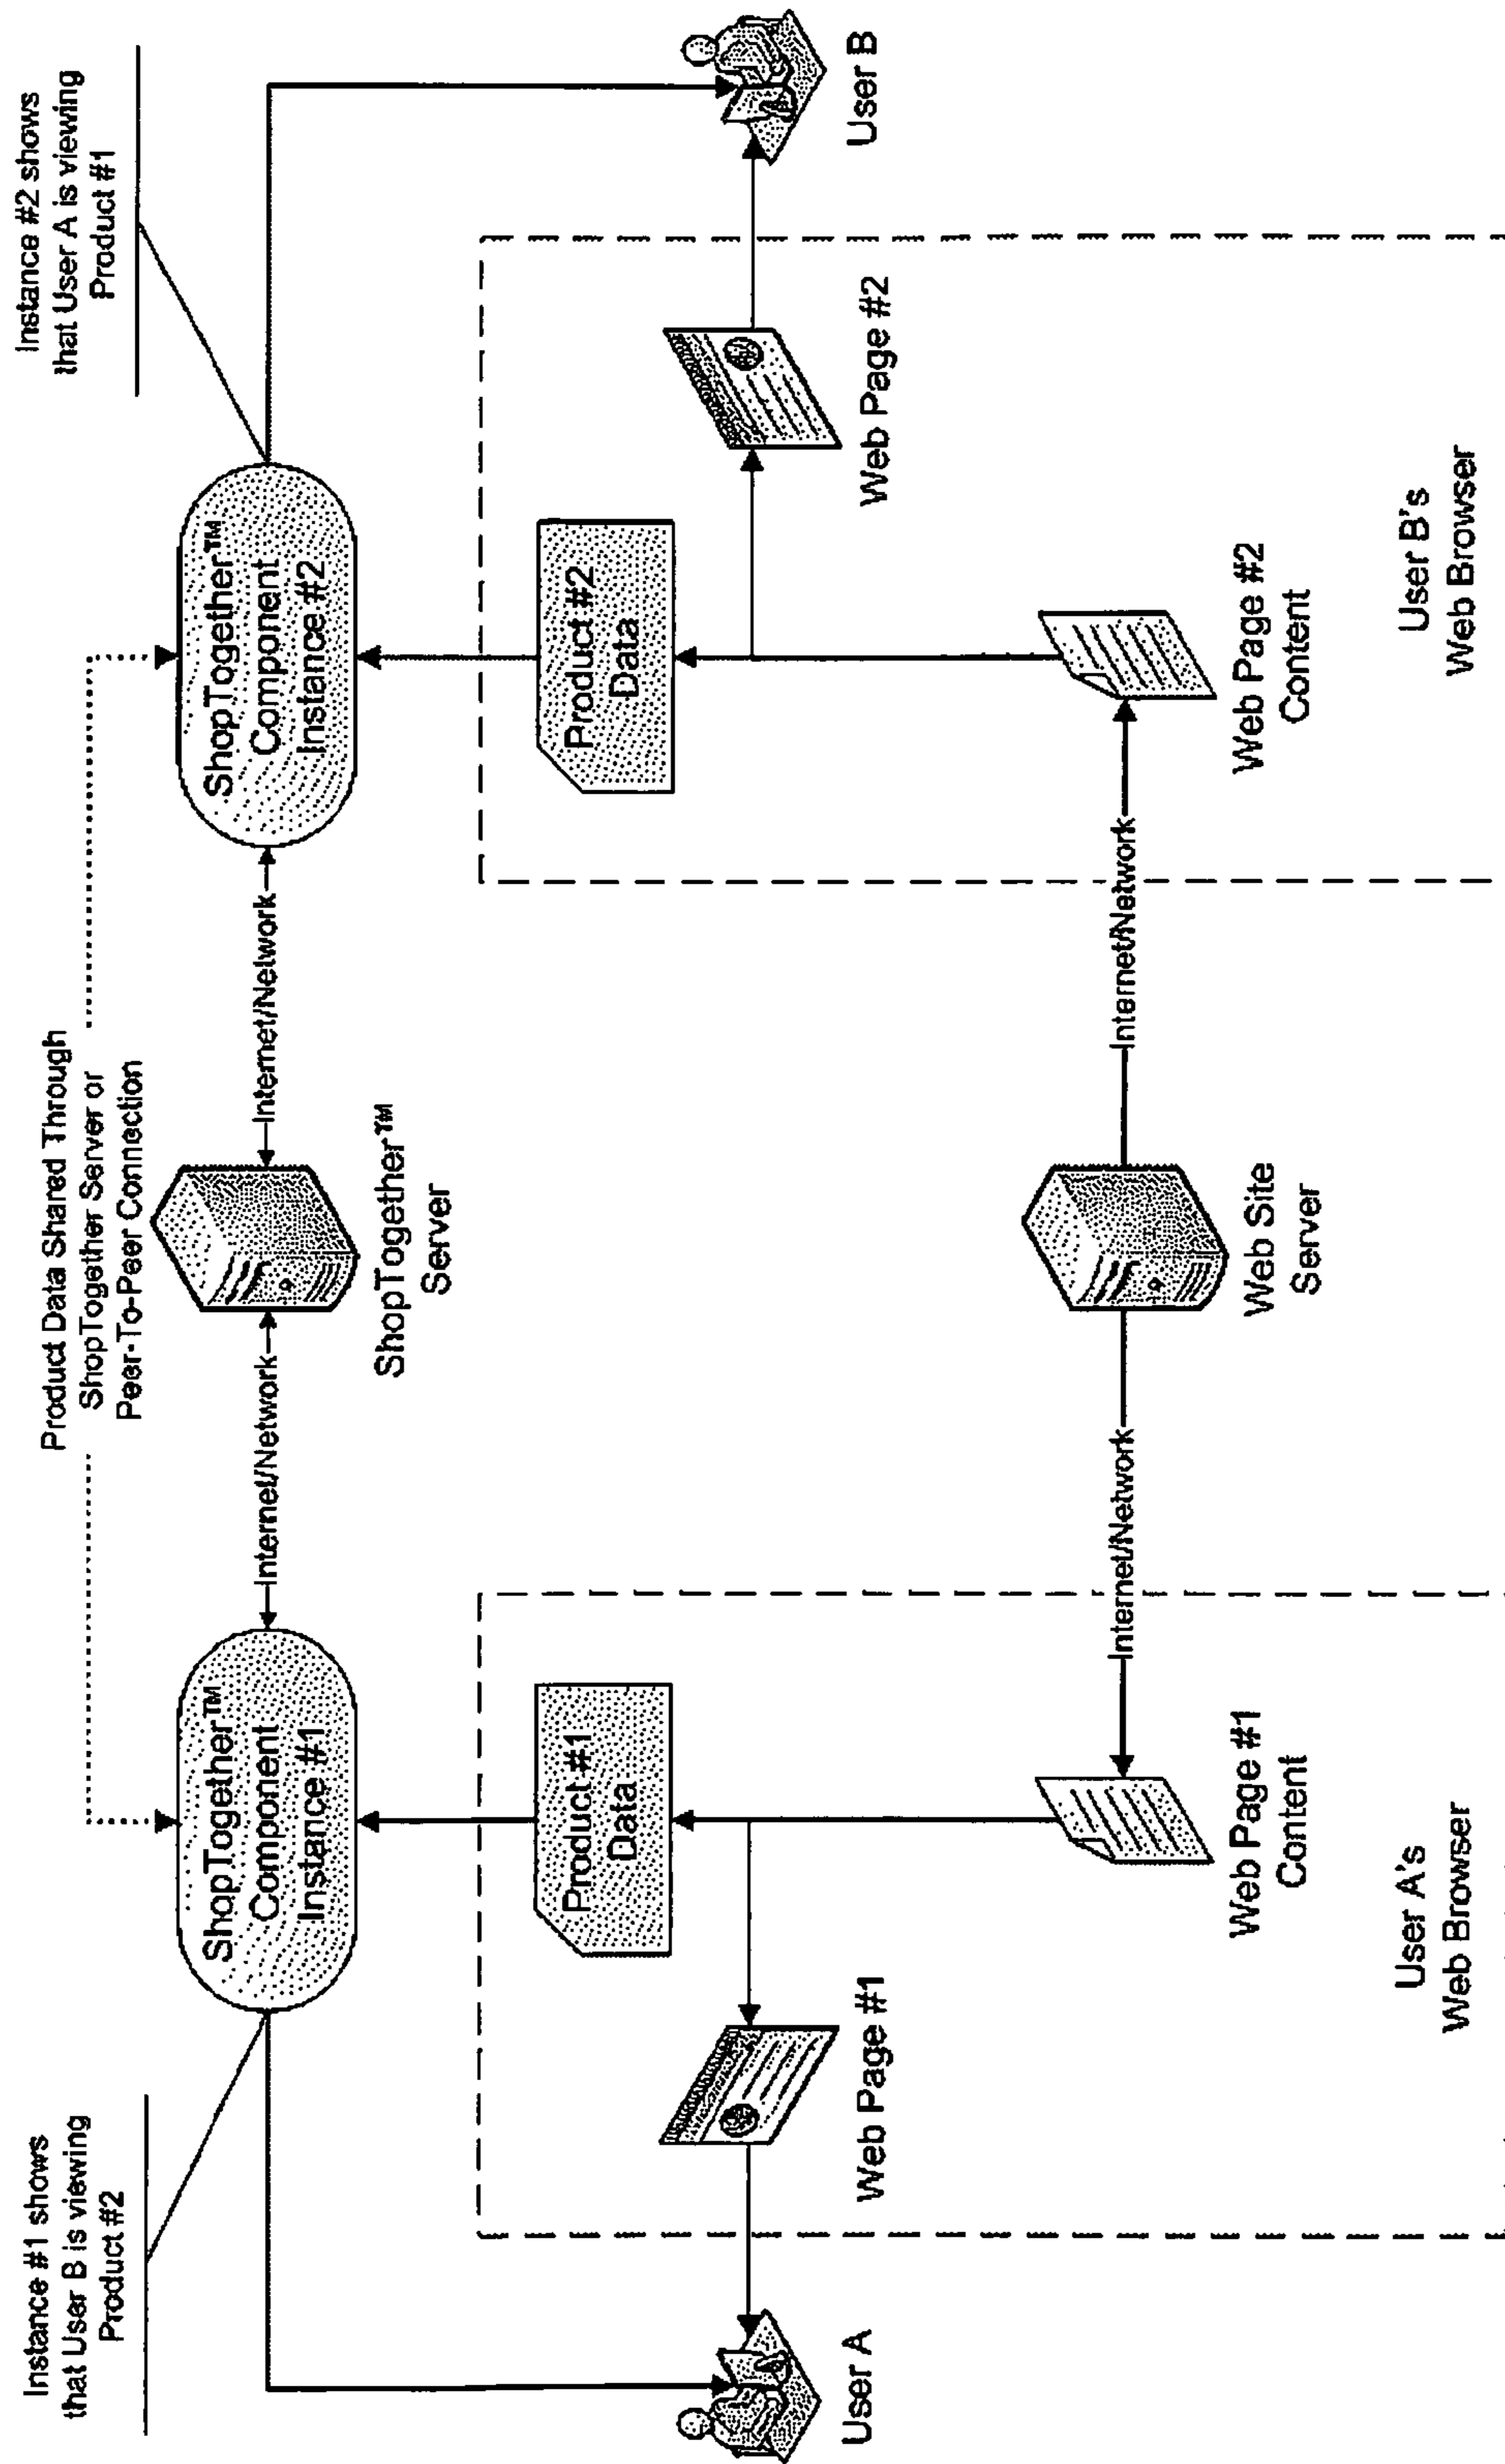 Instance #1 shows
that User B is viewing
Product #2
Product Data Shared Through
ShopTogether Server or
Peer-To-Peer Connection
Instance #2 shows
that User A is viewing
Product #1
ShopTogether™
Component
Instance #1
Internet/Network
ShopTogether™
Server
Internet/Network
ShopTogether™
Component
Instance #2
Product #1
Data
Product #2
Data
User A
Web Page #1
Web Page #2
User B
Web Page #1
Content
Internet/Network
Web Site
Server
Internet/Network
Web Page #2
Content
User A's
Web Browser
User B's
Web Browser